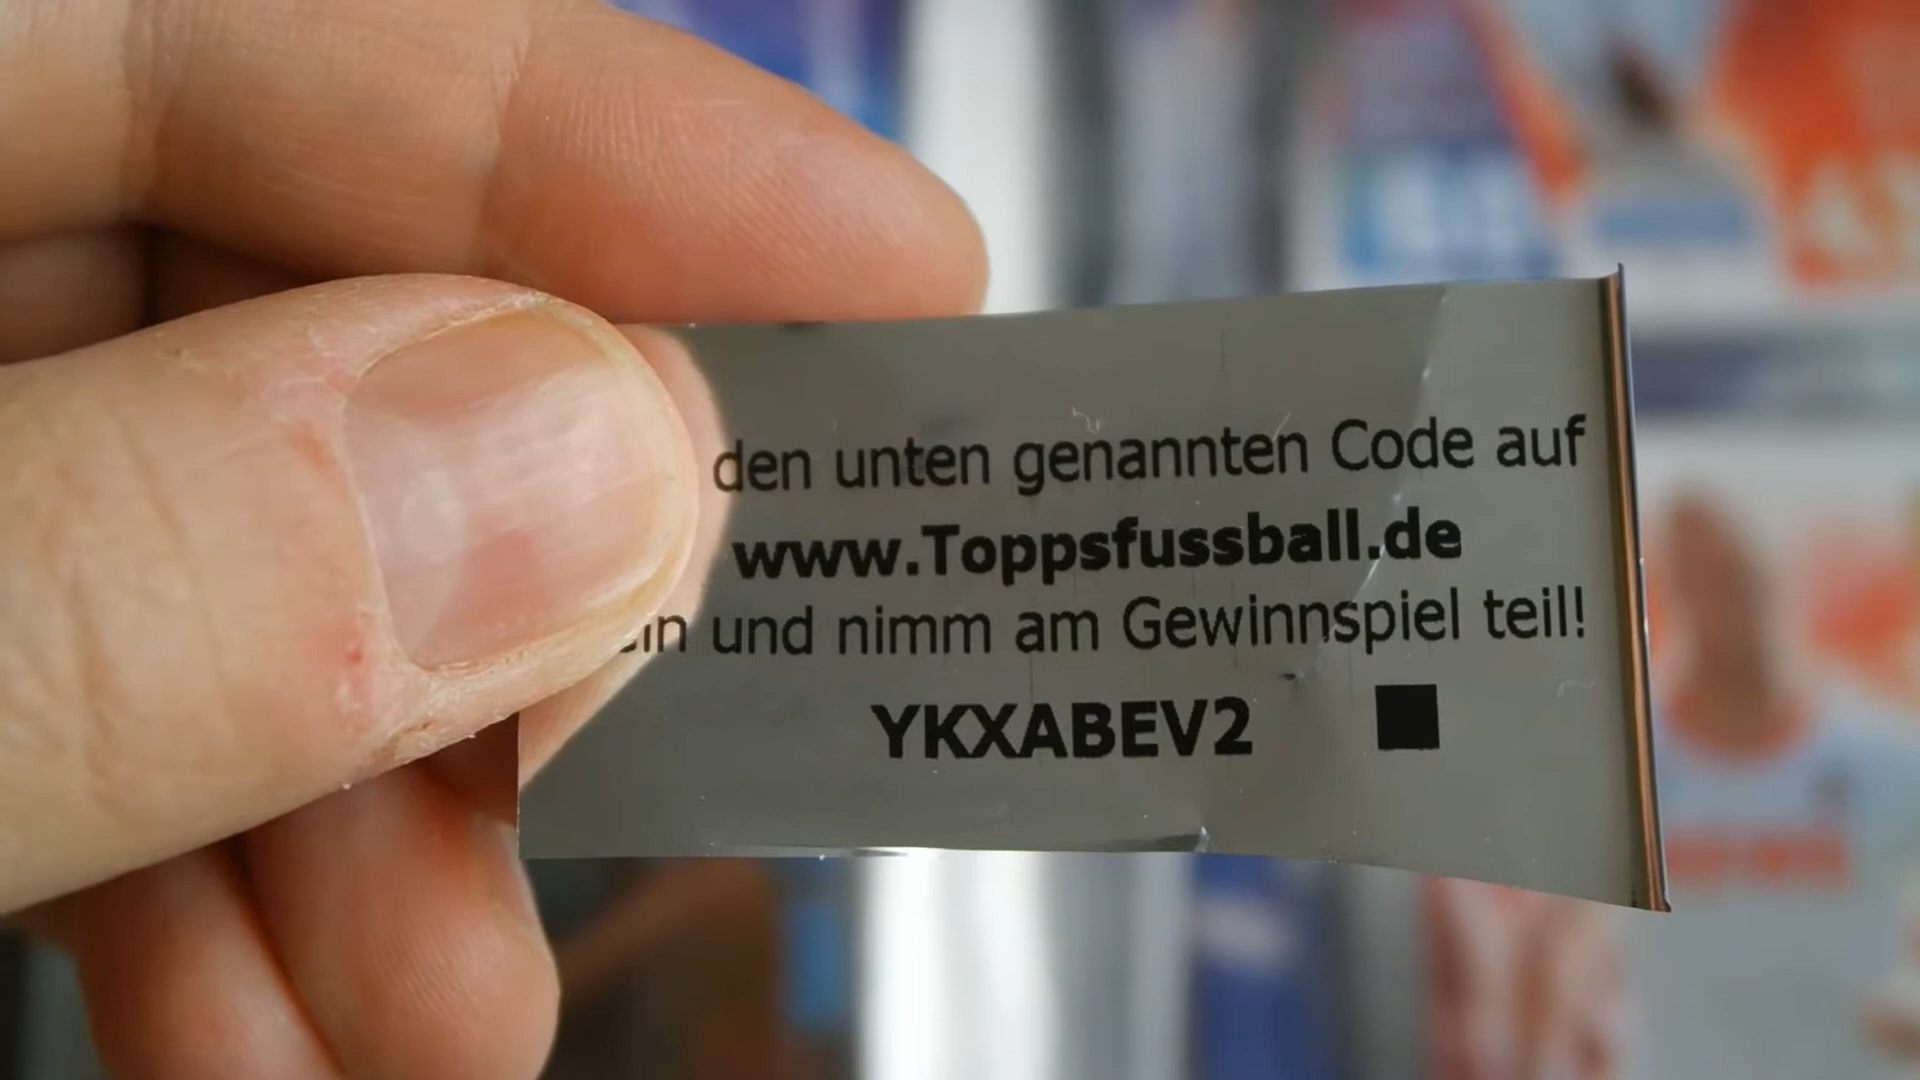 den unten genannten Code auf
www.Toppsfussball.de
ein und nimm am Gewinnspiel teil!
YKXABEV2